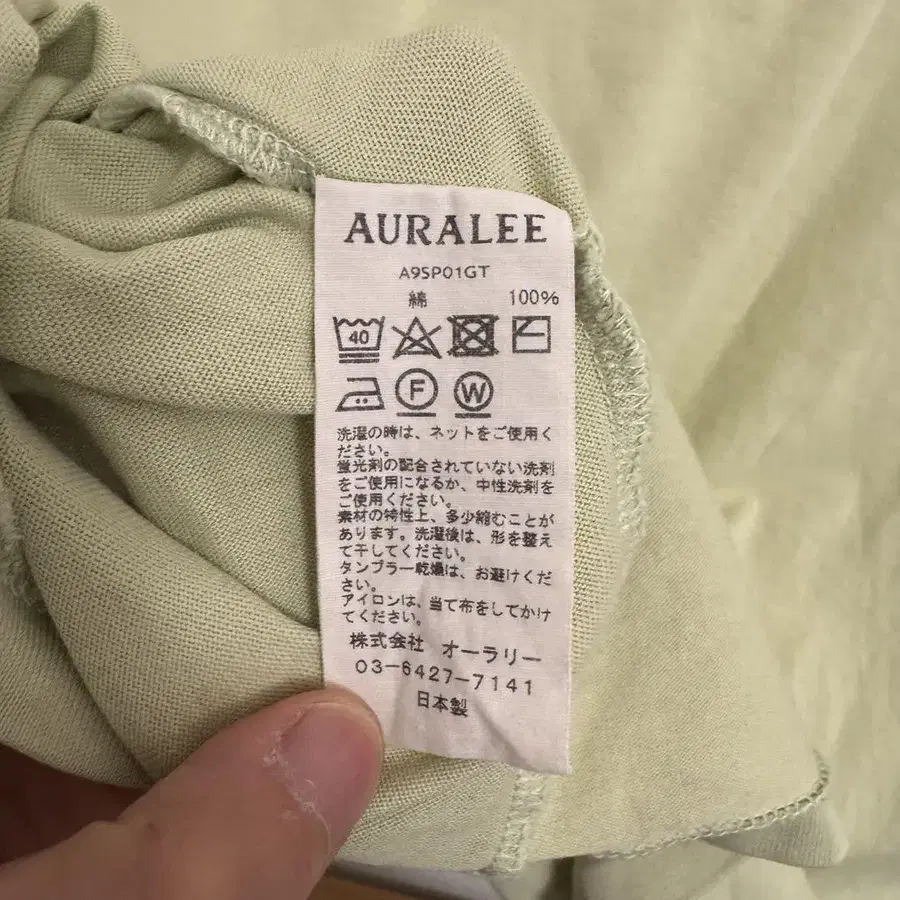 AURALEE
A9SP01GT
綿 100%
40
F W
洗濯の時は、ネットをご使用く
ださい。
蛍光剤の配合されていない洗剤
をご使用になるか、中性洗剤を
ご使用ください。
素材の特性上、多少縮むことが
あります。洗濯後は、形を整え
て干してください。
タンブラー乾燥は、お避けくだ
さい。
アイロンは、当て布をしてかけ
てください。
株式会社 オーラリー
03-6427-7141
日本製